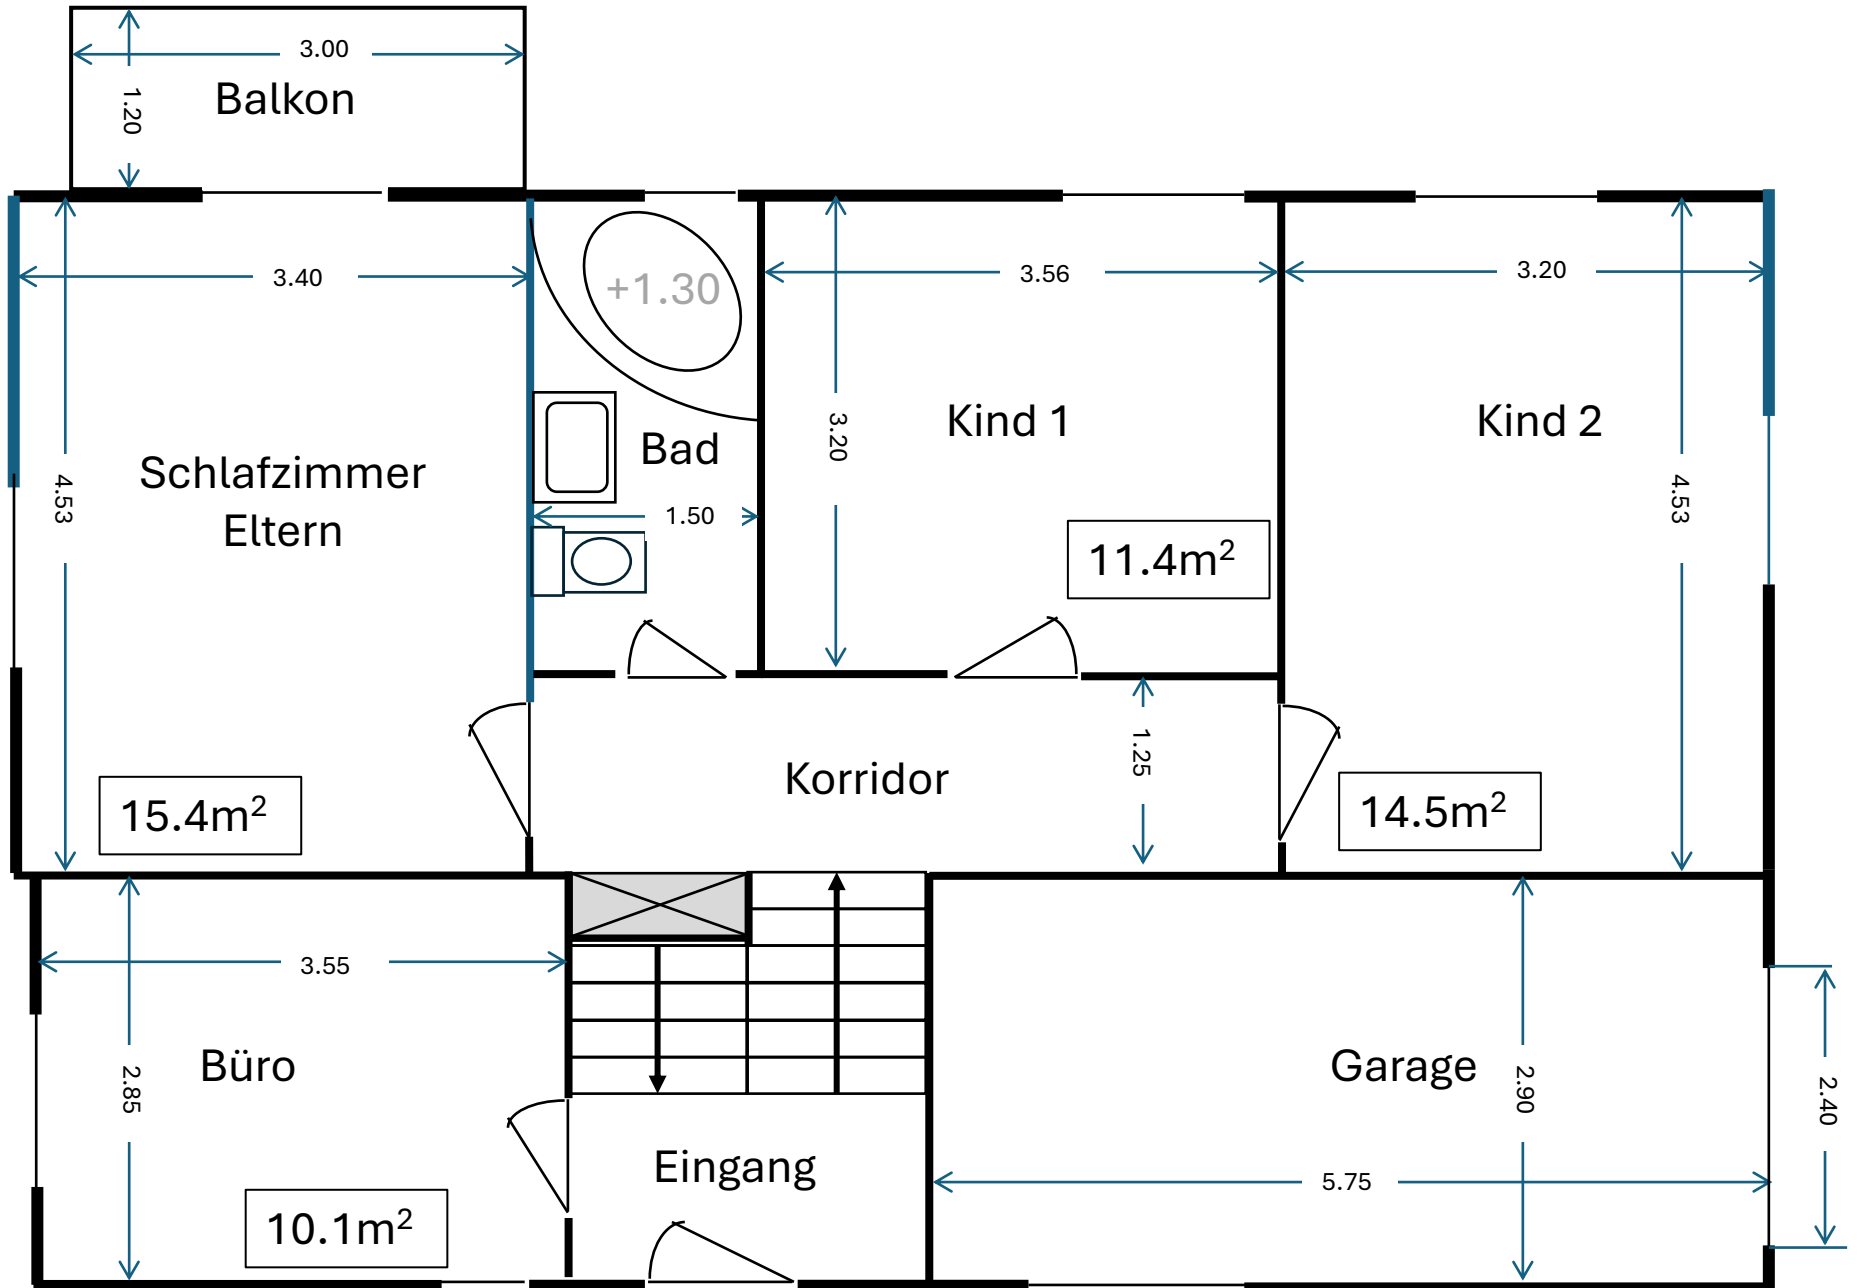 3.00
1.20
Balkon
3.40
+1.30
3.56
3.20
3.20
Kind 1
Kind 2
Bad
Schlafzimmer
Eltern
4.53
4.53
1.50
11.4m²
1.25
Korridor
15.4m²
14.5m²
3.55
Büro
2.85
Garage
2.90
2.40
Eingang
5.75
10.1m²